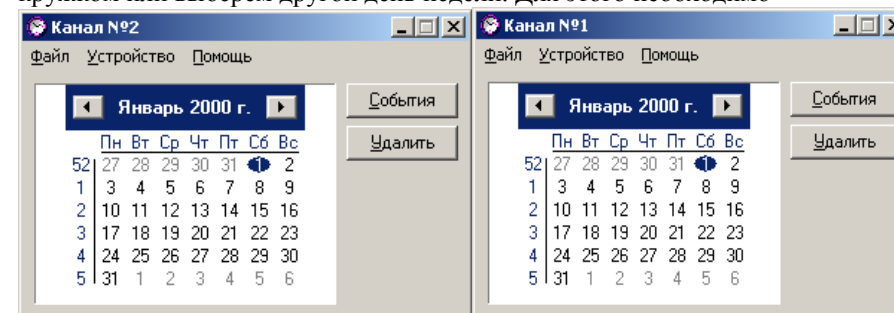 Канал №2
Файл Устройство Помощь
Январь 2000 г.
События
Удалить
Пн Вт Ср Чт Пт Сб Вс
52 27 28 29 30 31 1 2
1 3 4 5 6 7 8 9
2 10 11 12 13 14 15 16
3 17 18 19 20 21 22 23
4 24 25 26 27 28 29 30
5 31 1 2 3 4 5 6
Канал №1
Файл Устройство Помощь
Январь 2000 г.
События
Удалить
Пн Вт Ср Чт Пт Сб Вс
52 27 28 29 30 31 1 2
1 3 4 5 6 7 8 9
2 10 11 12 13 14 15 16
3 17 18 19 20 21 22 23
4 24 25 26 27 28 29 30
5 31 1 2 3 4 5 6